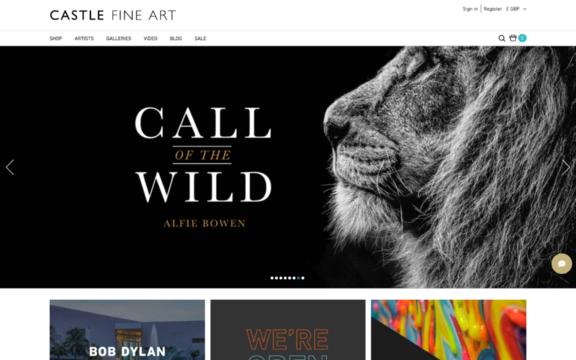 CASTLE FINE ART
Sign in
Register
£ GBP
SHOP
ARTISTS
GALLERIES
VIDEO
BLOG
SALE
0
CALL
OF THE
WILD
ALFIE BOWEN
BOB DYLAN
WE'RE
OPEN